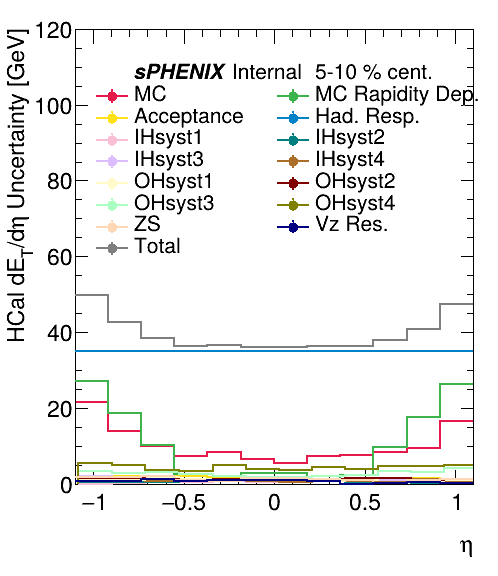 HCal dE_T/dη Uncertainty [GeV]
120
100
80
60
40
20
0
sPHENIX Internal 5-10 % cent.
MC
MC Rapidity Dep.
Acceptance
Had. Resp.
IHsyst1
IHsyst2
IHsyst3
IHsyst4
OHsyst1
OHsyst2
OHsyst3
OHsyst4
ZS
Vz Res.
Total
−1 −0.5 0 0.5 1
η